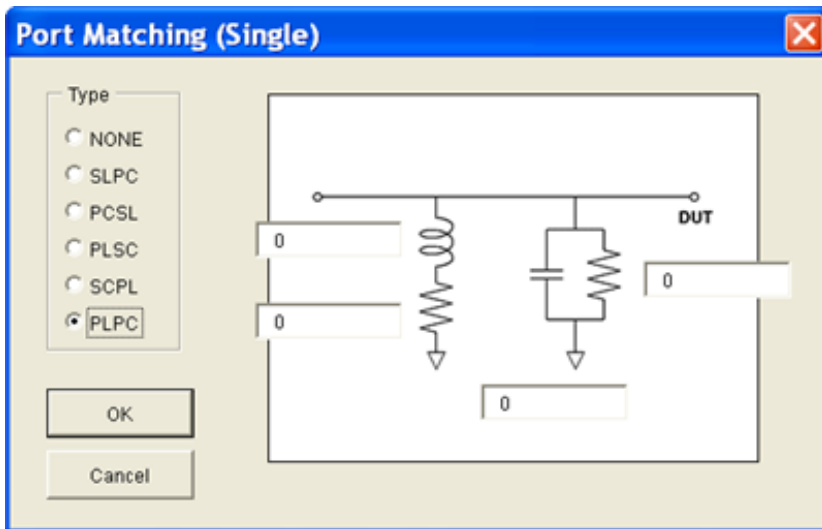 Port Matching (Single)
Type
NONE
SLPC
PCSL
PLSC
SCPL
PLPC
OK
Cancel
DUT
0
0
0
0